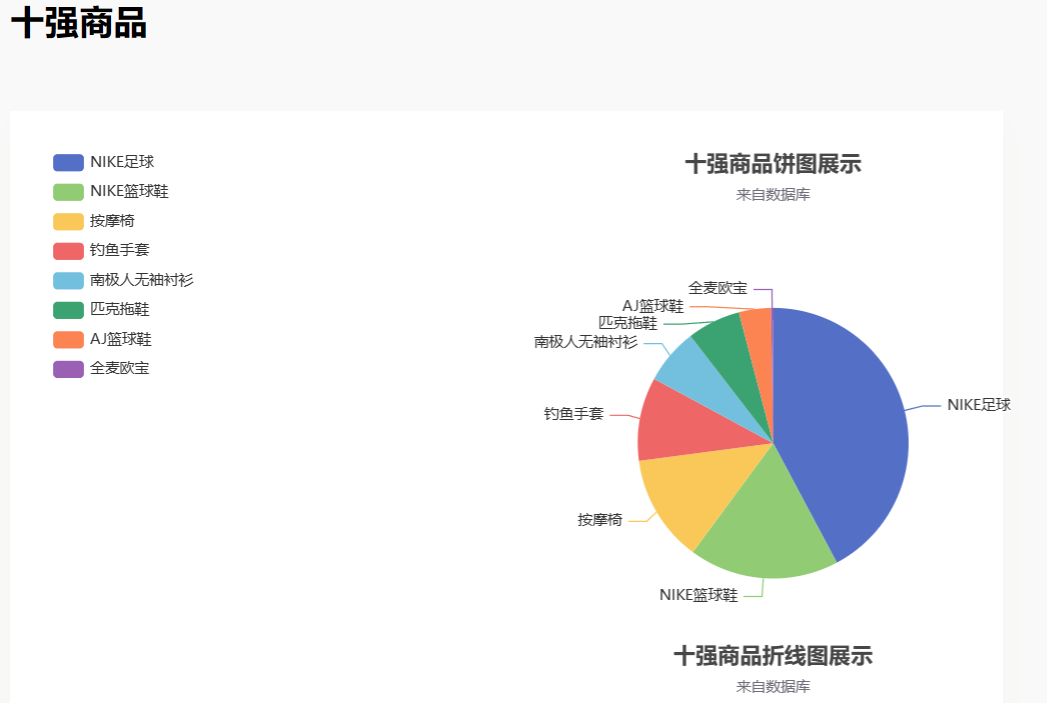 十强商品
NIKE足球
NIKE篮球鞋
按摩椅
钓鱼手套
南极人无袖衬衫
匹克拖鞋
AJ篮球鞋
全麦欧宝
十强商品饼图展示
来自数据库
全麦欧宝
AJ篮球鞋
匹克拖鞋
南极人无袖衬衫
NIKE足球
钓鱼手套
按摩椅
NIKE篮球鞋
十强商品折线图展示
来自数据库